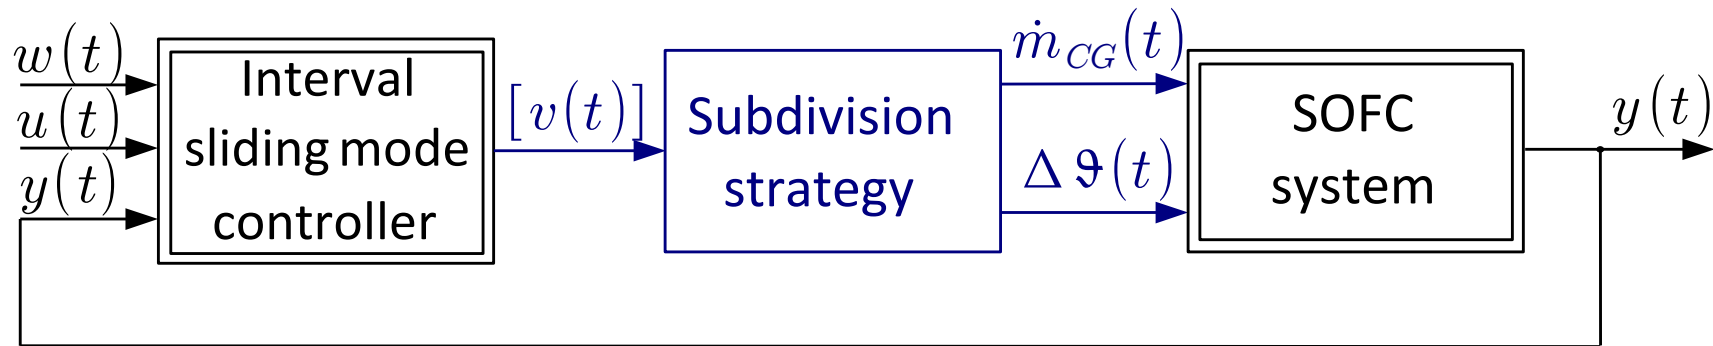 w(t)
u(t)
y(t)
Interval
sliding mode
controller
[v(t)]
Subdivision
strategy
ṁ_CG(t)
Δϑ(t)
SOFC
system
y(t)